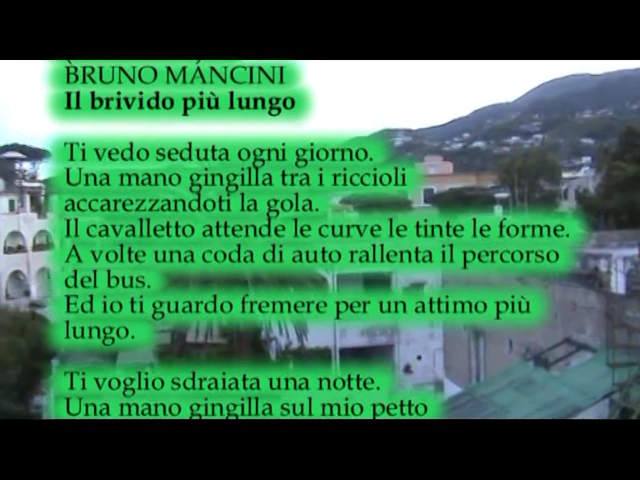 BRUNO MANCINI
Il brivido più lungo
Ti vedo seduta ogni giorno.
Una mano gingilla tra i riccioli
accarezzandoti la gola.
Il cavalletto attende le curve le tinte le forme.
A volte una coda di auto rallenta il percorso
del bus.
Ed io ti guardo fremere per un attimo più
lungo.
Ti voglio sdraiata una notte.
Una mano gingilla sul mio petto